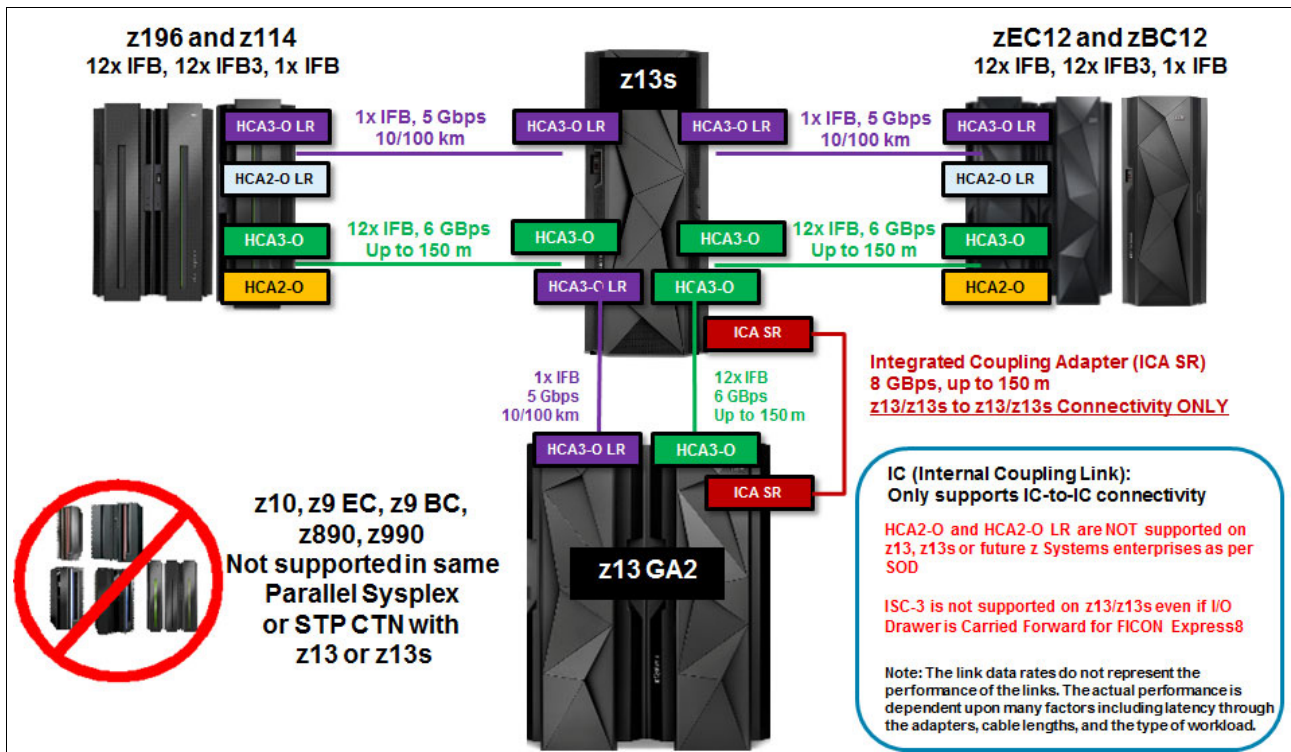 z196 and z114
12x IFB, 12x IFB3, 1x IFB
z13s
zEC12 and zBC12
12x IFB, 12x IFB3, 1x IFB
HCA3-O LR
1x IFB, 5 Gbps
10/100 km
HCA3-O LR
HCA3-O LR
1x IFB, 5 Gbps
10/100 km
HCA3-O LR
HCA2-O LR
HCA2-O LR
HCA3-O
12x IFB, 6 GBps
Up to 150 m
HCA3-O
HCA3-O
12x IFB, 6 GBps
Up to 150 m
HCA3-O
HCA2-O
HCA3-O LR
HCA3-O
HCA2-O
ICA SR
1x IFB
5 Gbps
10/100 km
12x IFB
6 GBps
Up to 150 m
Integrated Coupling Adapter (ICA SR)
8 GBps, up to 150 m
z13/z13s to z13/z13s Connectivity ONLY
HCA3-O LR
HCA3-O
ICA SR
z13 GA2
z10, z9 EC, z9 BC,
z890, z990
Not supported in same
Parallel Sysplex
or STP CTN with
z13 or z13s
IC (Internal Coupling Link):
Only supports IC-to-IC connectivity
HCA2-O and HCA2-O LR are NOT supported on
z13, z13s or future z Systems enterprises as per
SOD
ISC-3 is not supported on z13/z13s even if I/O
Drawer is Carried Forward for FICON Express8
Note: The link data rates do not represent the
performance of the links. The actual performance is
dependent upon many factors including latency through
the adapters, cable lengths, and the type of workload.